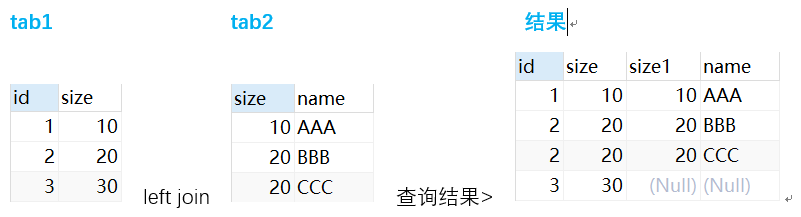 tab1
id size
1 10
2 20
3 30
left join
tab2
size name
10 AAA
20 BBB
20 CCC
查询结果>
结果
id size size1 name
1 10 10 AAA
2 20 20 BBB
2 20 20 CCC
3 30 (Null) (Null)